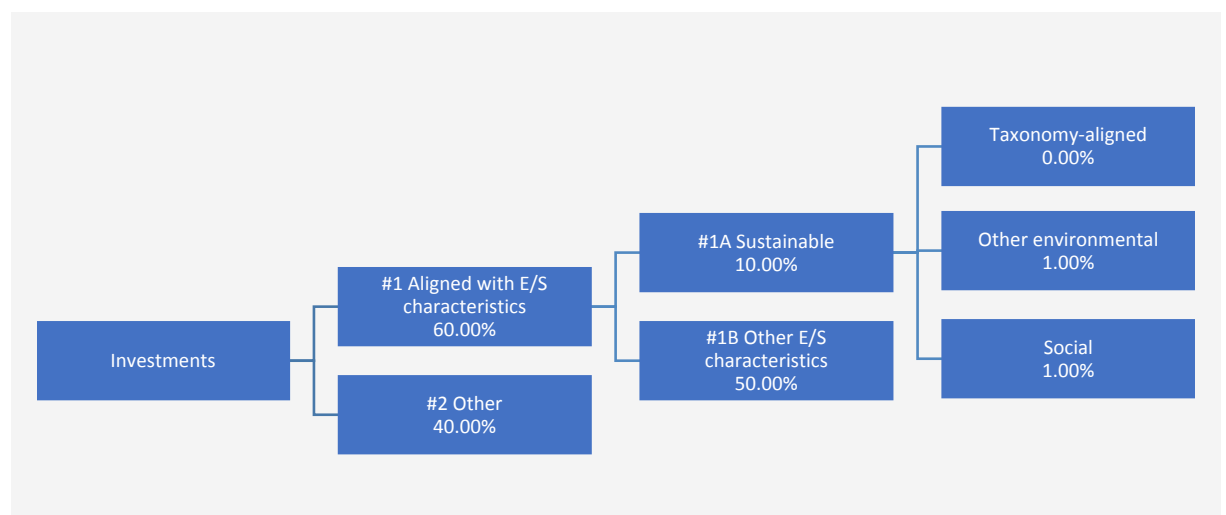 Investments
#1 Aligned with E/S
characteristics
60.00%
#2 Other
40.00%
#1A Sustainable
10.00%
#1B Other E/S
characteristics
50.00%
Taxonomy-aligned
0.00%
Other environmental
1.00%
Social
1.00%